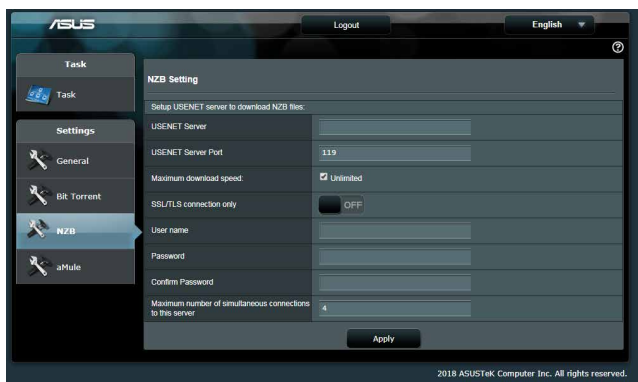 ASUS
Logout
English
?
Task
Task
Settings
General
Bit Torrent
NZB
aMule
NZB Setting
Setup USENET server to download NZB files:
USENET Server
USENET Server Port 119
Maximum download speed: Unlimited
SSL/TLS connection only OFF
User name
Password
Confirm Password
Maximum number of simultaneous connections
to this server 4
Apply
2018 ASUSTeK Computer Inc. All rights reserved.